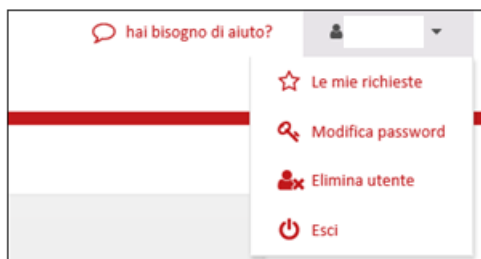 hai bisogno di aiuto?
Le mie richieste
Modifica password
Elimina utente
Esci